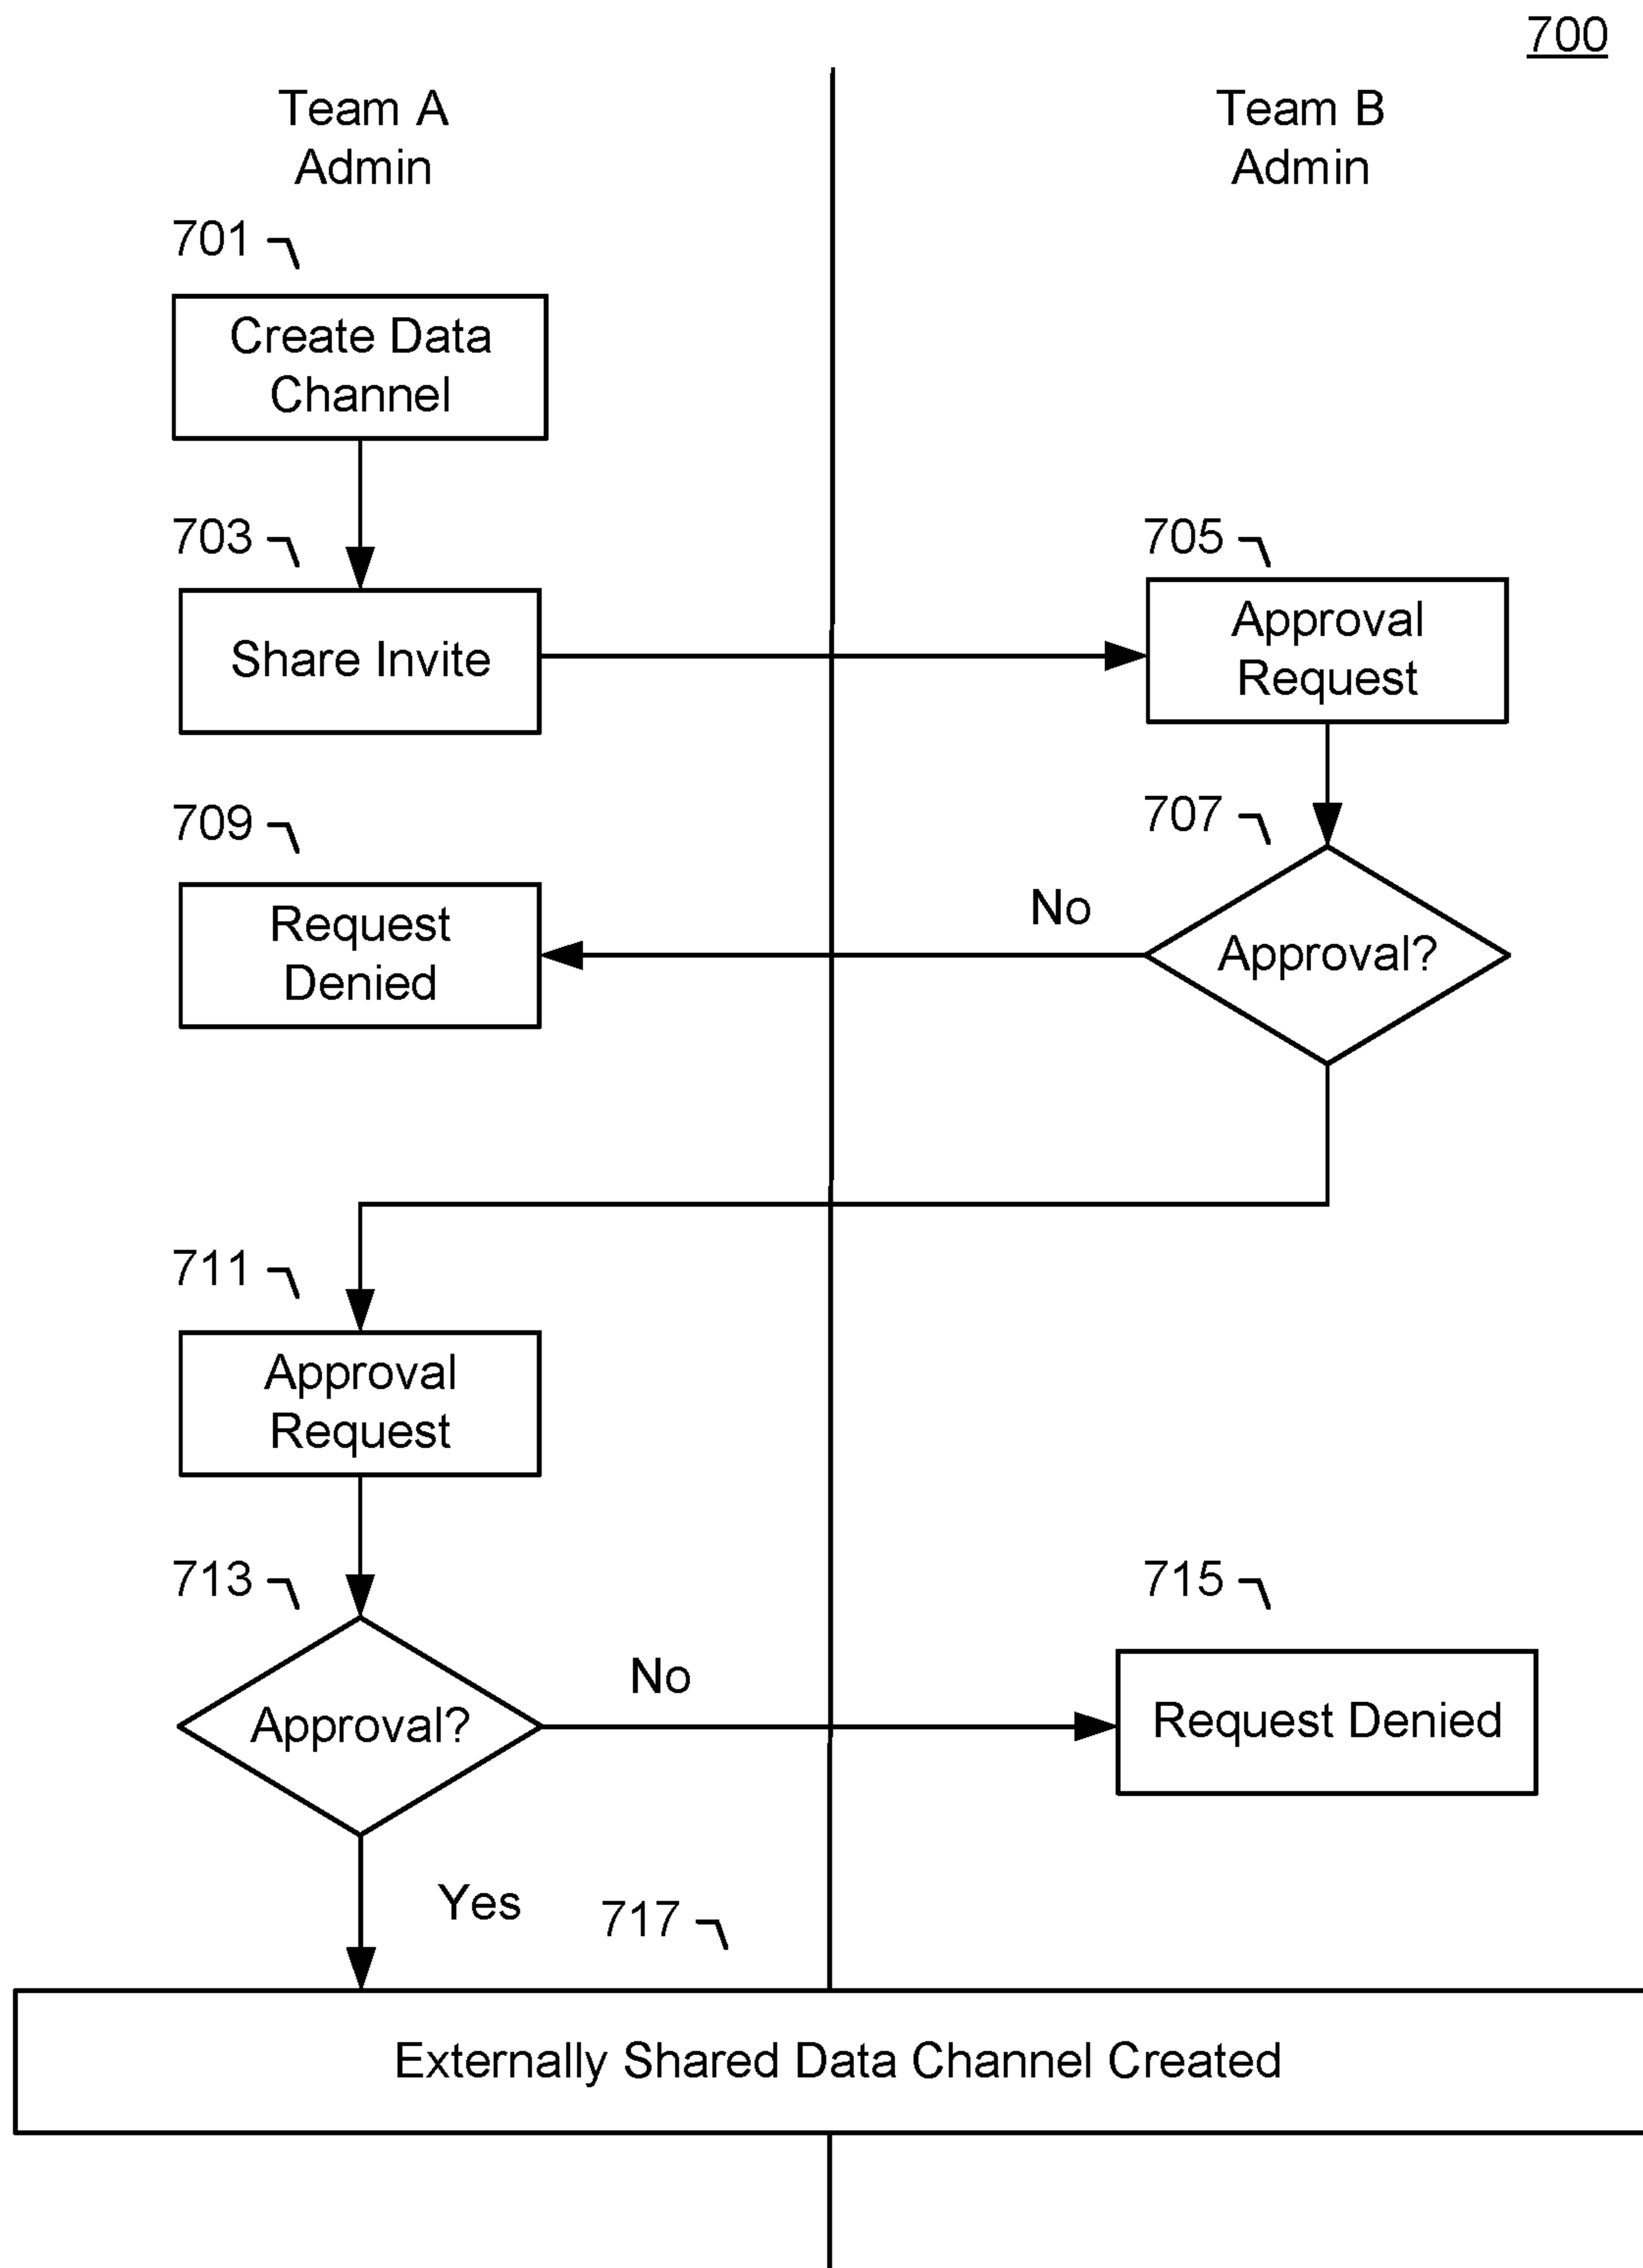 700
Team A
Admin
Team B
Admin
701
Create Data
Channel
703
Share Invite
705
Approval
Request
707
Approval?
No
709
Request
Denied
711
Approval
Request
713
Approval?
No
715
Request Denied
Yes
717
Externally Shared Data Channel Created